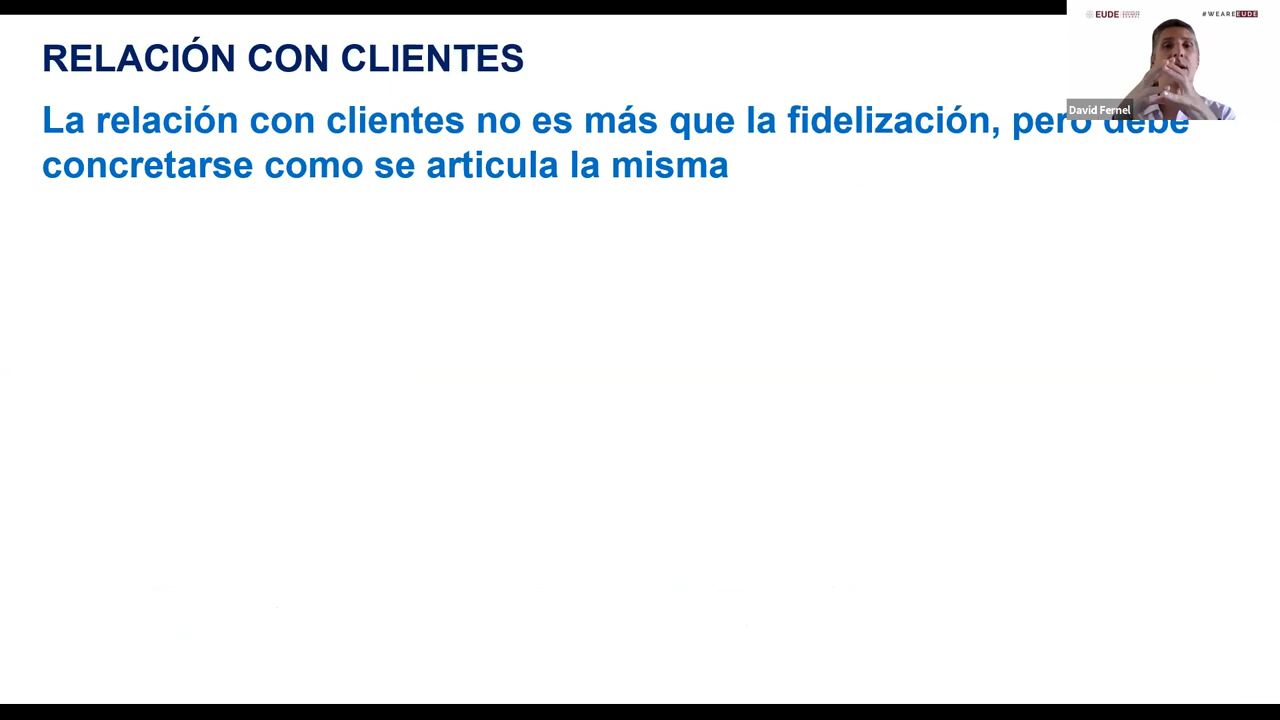 RELACIÓN CON CLIENTES
La relación con clientes no es más que la fidelización, pero debe
concretarse como se articula la misma
EUDE
#WEAREEUDE
David Fernel